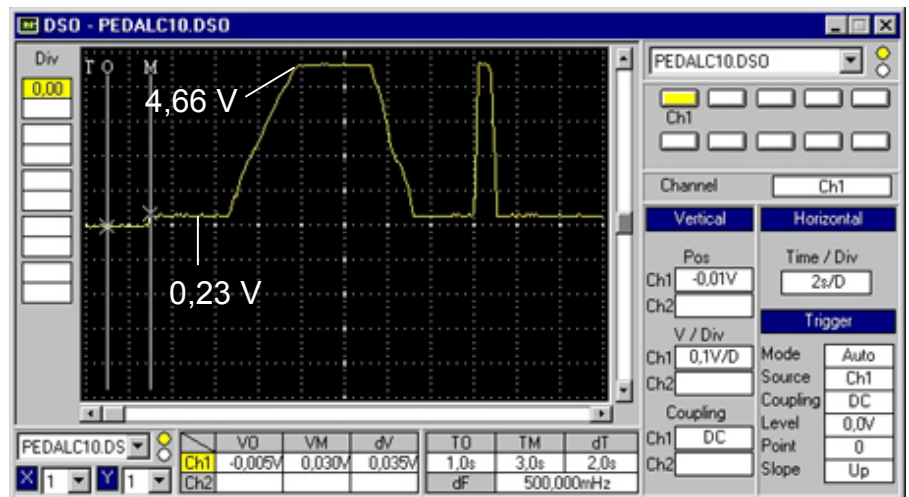 DSO - PEDALC10.DSO
Div
0,00
T O M
4,66 V
0,23 V
PEDALC10.DSO
Ch1
Channel Ch1
Vertical
Pos
Ch1 -0,01V
Ch2
V / Div
Ch1 0,1V/D
Ch2
Coupling
Ch1 DC
Ch2
Horizontal
Time / Div
2s/D
Trigger
Mode Auto
Source Ch1
Coupling DC
Level 0,0V
Point 0
Slope Up
PEDALC10.DS
X 1 Y 1
VO VM dV
Ch1 -0,005V 0,030V 0,035V
Ch2
TO TM dT
1,0s 3,0s 2,0s
dF 500,000mHz